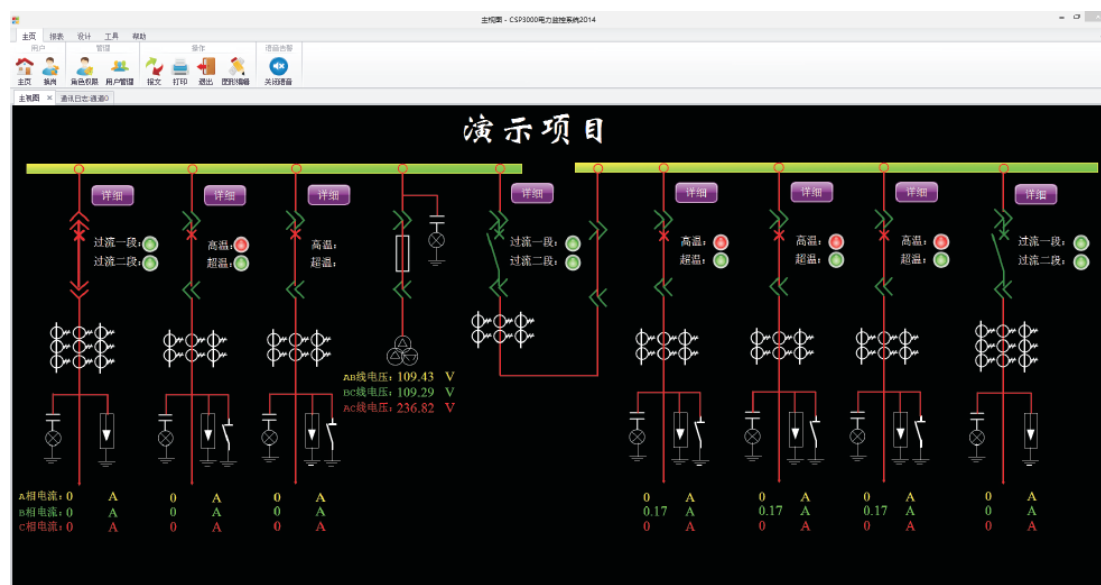 主视图 - CSP3000电力监控系统2014
主页 报表 设计 工具 帮助
用户 管理 操作 语音告警
主页 换岗 角色权限 用户管理 报文 打印 退出 图形编辑 关闭语音
主视图 × 通讯日志:通道0
演示项目
详细 详细 详细 详细 详细 详细 详细 详细
过流一段: 高温: 高温: 过流一段: 高温: 高温: 高温: 过流一段:
过流二段: 超温: 超温: 过流二段: 超温: 超温: 超温: 过流二段:
AB线电压: 109.43 V
BC线电压: 109.29 V
AC线电压: 236.82 V
A相电流: 0 A 0 A 0 A 0 A 0 A 0 A 0 A
B相电流: 0 A 0 A 0 A 0.17 A 0.17 A 0.17 A 0 A
C相电流: 0 A 0 A 0 A 0 A 0 A 0 A 0 A